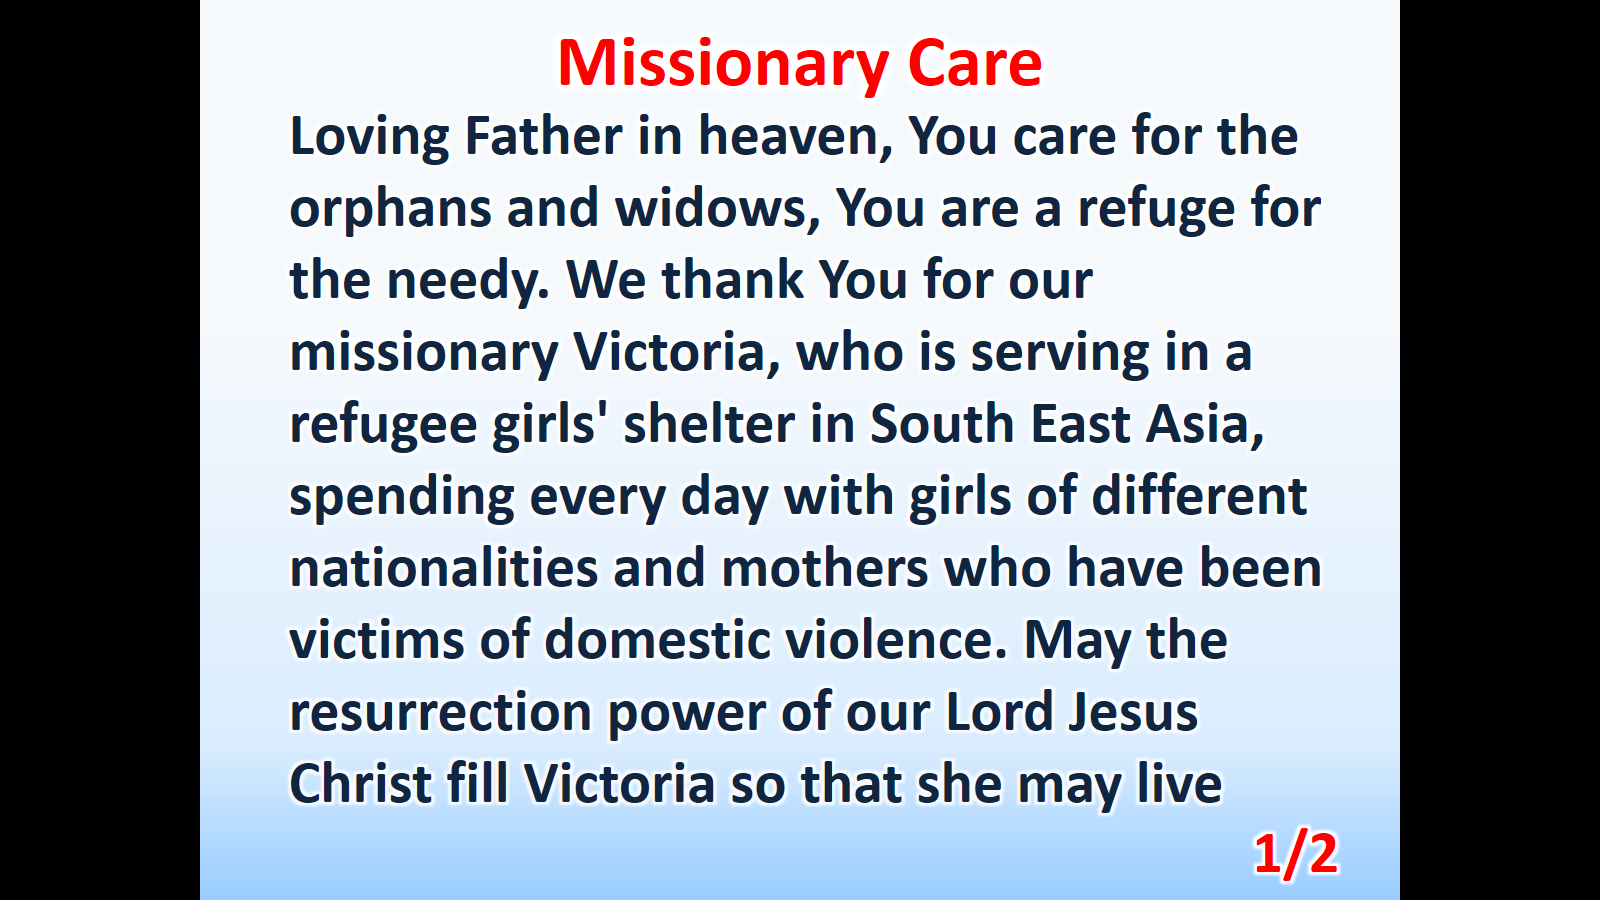 Missionary Care
Loving Father in heaven, You care for the
orphans and widows, You are a refuge for
the needy. We thank You for our
missionary Victoria, who is serving in a
refugee girls' shelter in South East Asia,
spending every day with girls of different
nationalities and mothers who have been
victims of domestic violence. May the
resurrection power of our Lord Jesus
Christ fill Victoria so that she may live
1/2